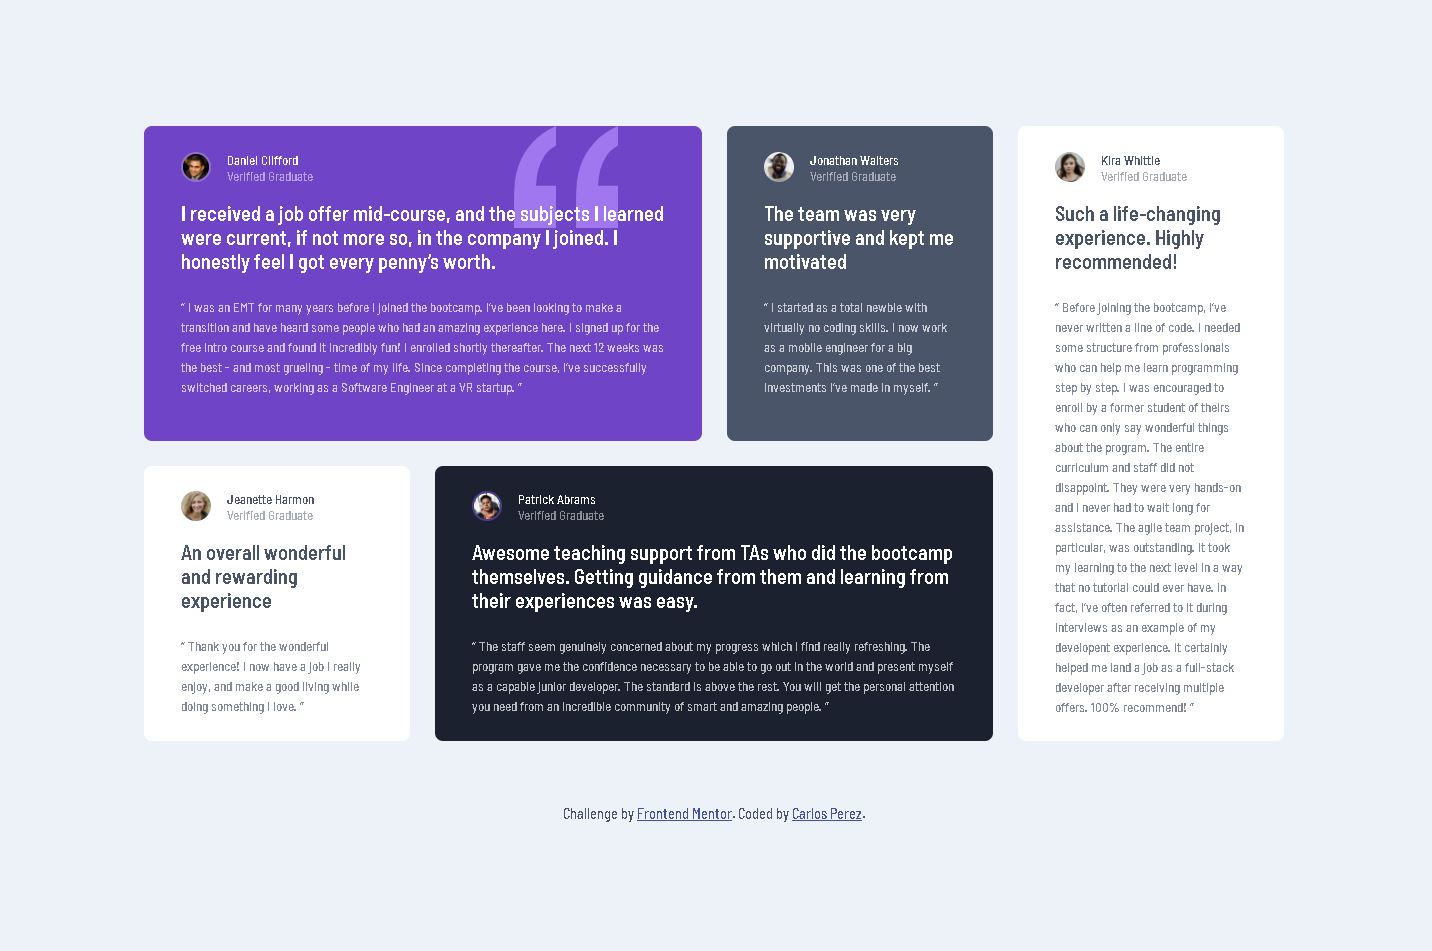 Daniel Clifford
Verified Graduate
I received a job offer mid-course, and the subjects I learned
were current, if not more so, in the company I joined. I
honestly feel I got every penny’s worth.
“ I was an EMT for many years before I joined the bootcamp. I’ve been looking to make a
transition and have heard some people who had an amazing experience here. I signed up for the
free intro course and found it incredibly fun! I enrolled shortly thereafter. The next 12 weeks was
the best - and most grueling - time of my life. Since completing the course, I’ve successfully
switched careers, working as a Software Engineer at a VR startup. ”
Jonathan Walters
Verified Graduate
The team was very
supportive and kept me
motivated
“ I started as a total newbie with
virtually no coding skills. I now work
as a mobile engineer for a big
company. This was one of the best
investments I’ve made in myself. ”
Kira Whittle
Verified Graduate
Such a life-changing
experience. Highly
recommended!
“ Before joining the bootcamp, I’ve
never written a line of code. I needed
some structure from professionals
who can help me learn programming
step by step. I was encouraged to
enroll by a former student of theirs
who can only say wonderful things
about the program. The entire
curriculum and staff did not
disappoint. They were very hands-on
and I never had to wait long for
assistance. The agile team project, in
particular, was outstanding. It took
my learning to the next level in a way
that no tutorial could ever have. In
fact, I’ve often referred to it during
interviews as an example of my
developent experience. It certainly
helped me land a job as a full-stack
developer after receiving multiple
offers. 100% recommend! ”
Jeanette Harmon
Verified Graduate
An overall wonderful
and rewarding
experience
“ Thank you for the wonderful
experience! I now have a job I really
enjoy, and make a good living while
doing something I love. ”
Patrick Abrams
Verified Graduate
Awesome teaching support from TAs who did the bootcamp
themselves. Getting guidance from them and learning from
their experiences was easy.
“ The staff seem genuinely concerned about my progress which I find really refreshing. The
program gave me the confidence necessary to be able to go out in the world and present myself
as a capable junior developer. The standard is above the rest. You will get the personal attention
you need from an incredible community of smart and amazing people. ”
Challenge by Frontend Mentor. Coded by Carlos Perez.